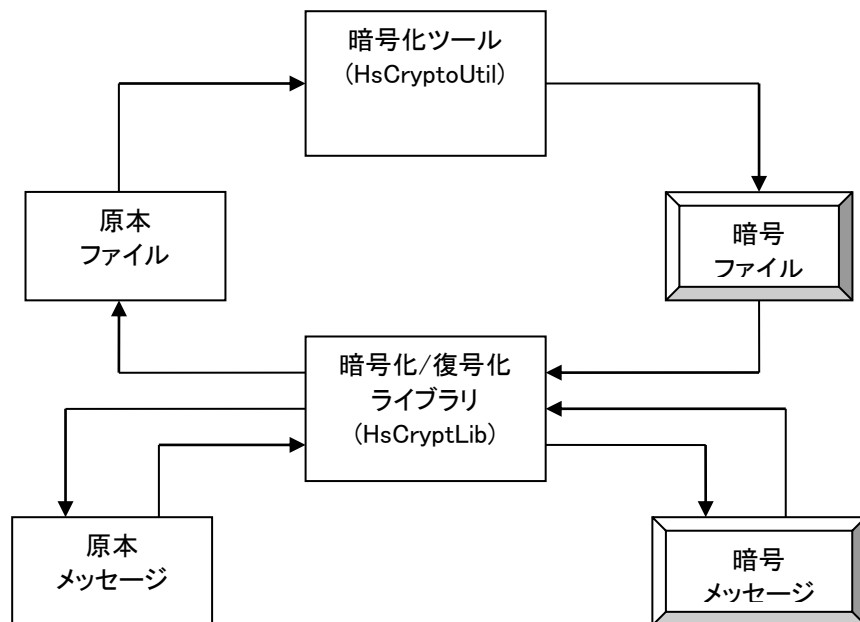 暗号化ツール
(HsCryptoUtil)
原本
ファイル
暗号
ファイル
暗号化/復号化
ライブラリ
(HsCryptLib)
原本
メッセージ
暗号
メッセージ